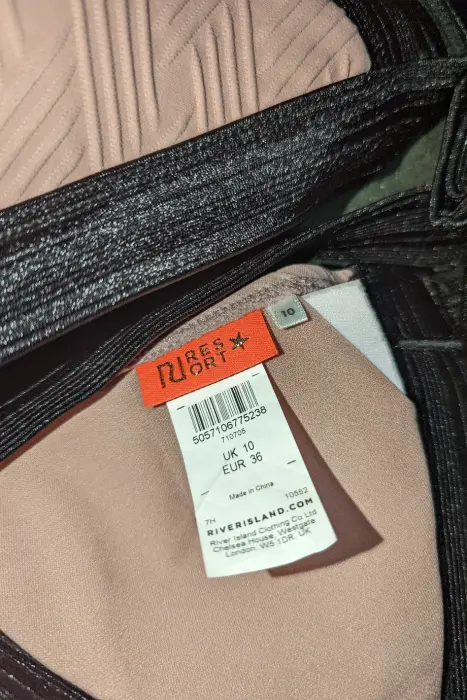 10
RI RES
ORT
5057106775238
710705
UK 10
EUR 36
Made in China
7H 10552
RIVERISLAND.COM
River Island Clothing Co Ltd
Chelsea House, Westgate
London, W5 1DR. UK